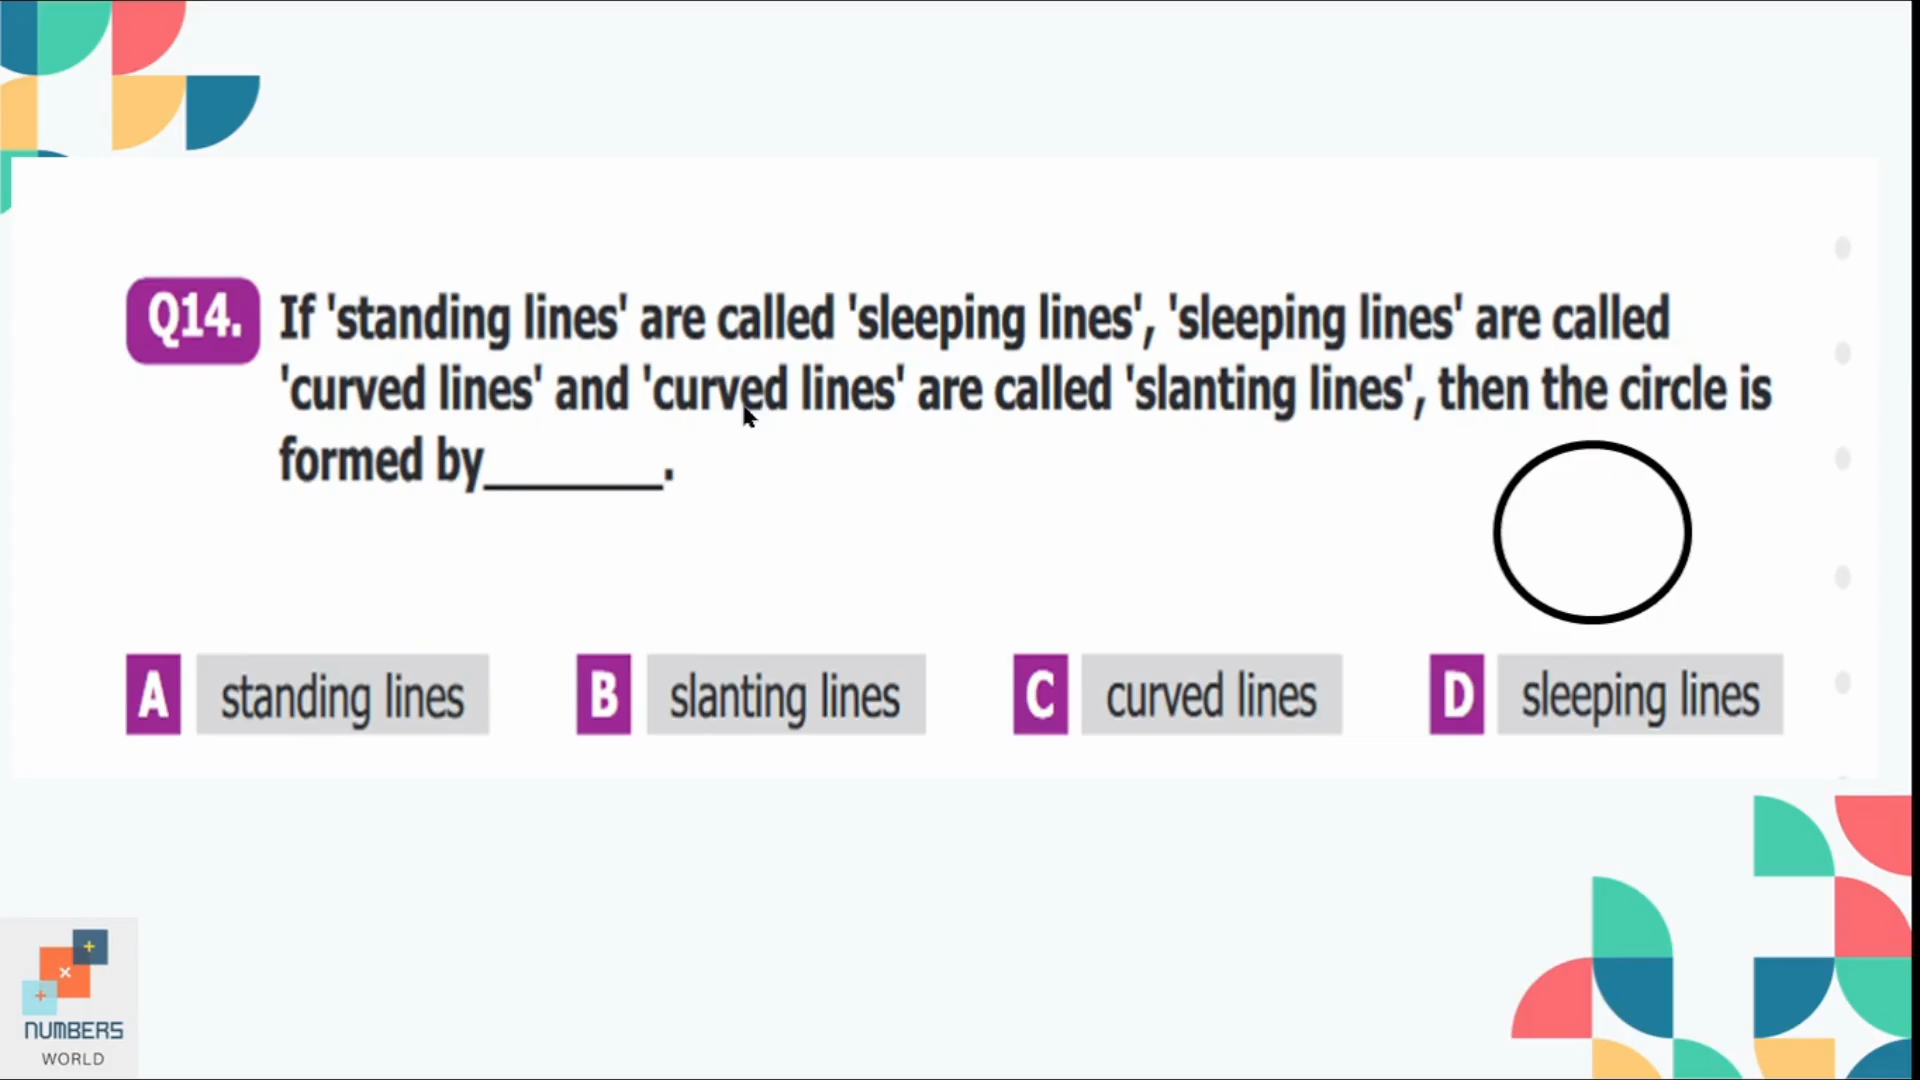 Q14. If 'standing lines' are called 'sleeping lines', 'sleeping lines' are called
'curved lines' and 'curved lines' are called 'slanting lines', then the circle is
formed by_______.
A standing lines B slanting lines C curved lines D sleeping lines
+
×
+
NUMBERS
WORLD